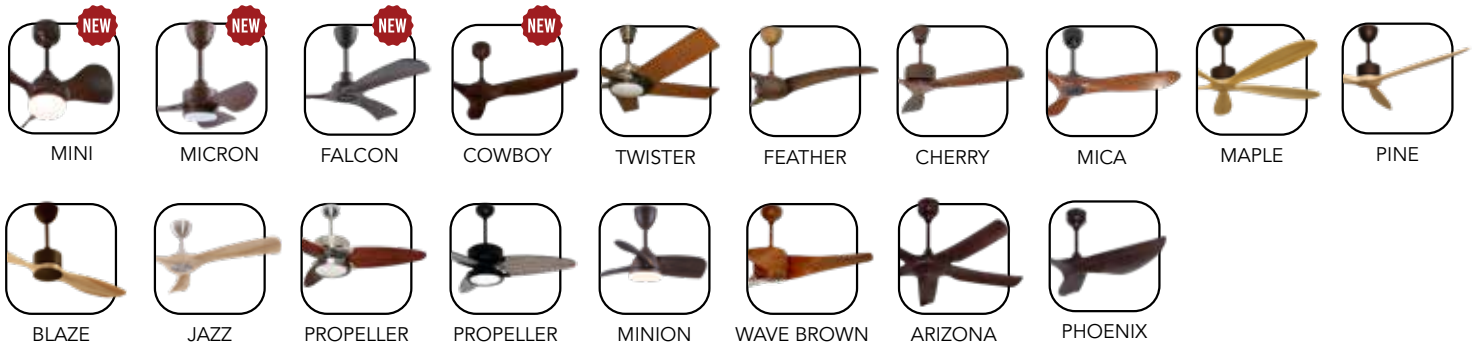 NEW
NEW
NEW
NEW
MINI
MICRON
FALCON
COWBOY
TWISTER
FEATHER
CHERRY
MICA
MAPLE
PINE
BLAZE
JAZZ
PROPELLER
PROPELLER
MINION
WAVE BROWN
ARIZONA
PHOENIX